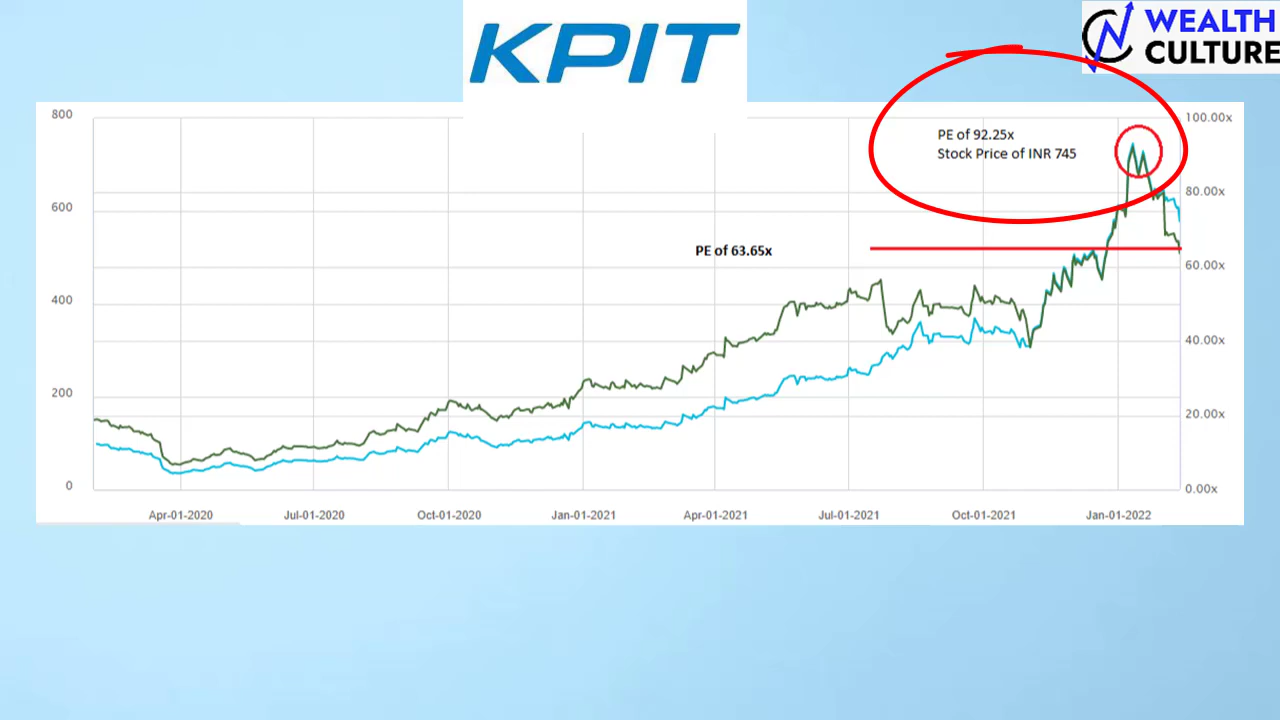 KPIT
WEALTH
CULTURE
800
600
400
200
0
100.00x
80.00x
60.00x
40.00x
20.00x
0.00x
PE of 92.25x
Stock Price of INR 745
PE of 63.65x
Apr-01-2020
Jul-01-2020
Oct-01-2020
Jan-01-2021
Apr-01-2021
Jul-01-2021
Oct-01-2021
Jan-01-2022